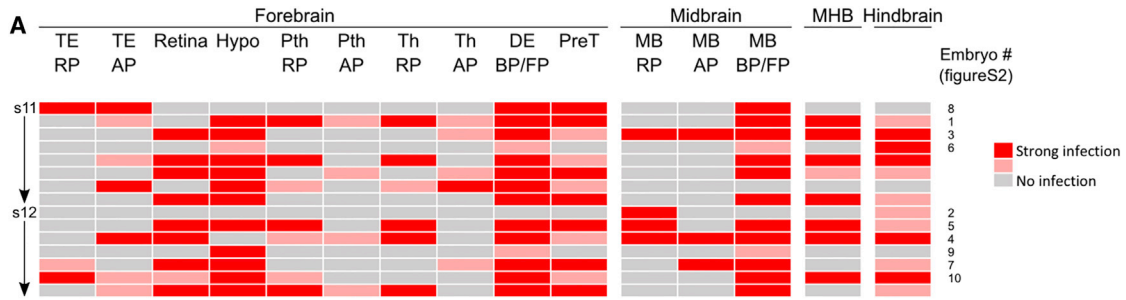 A
Forebrain Midbrain MHB Hindbrain
TE TE Retina Hypo Pth Pth Th Th DE PreT MB MB MB
RP AP RP AP RP AP BP/FP RP AP BP/FP
Embryo #
(figureS2)
s11 8
1
3
6
Strong infection
No infection
s12 2
5
4
9
7
10